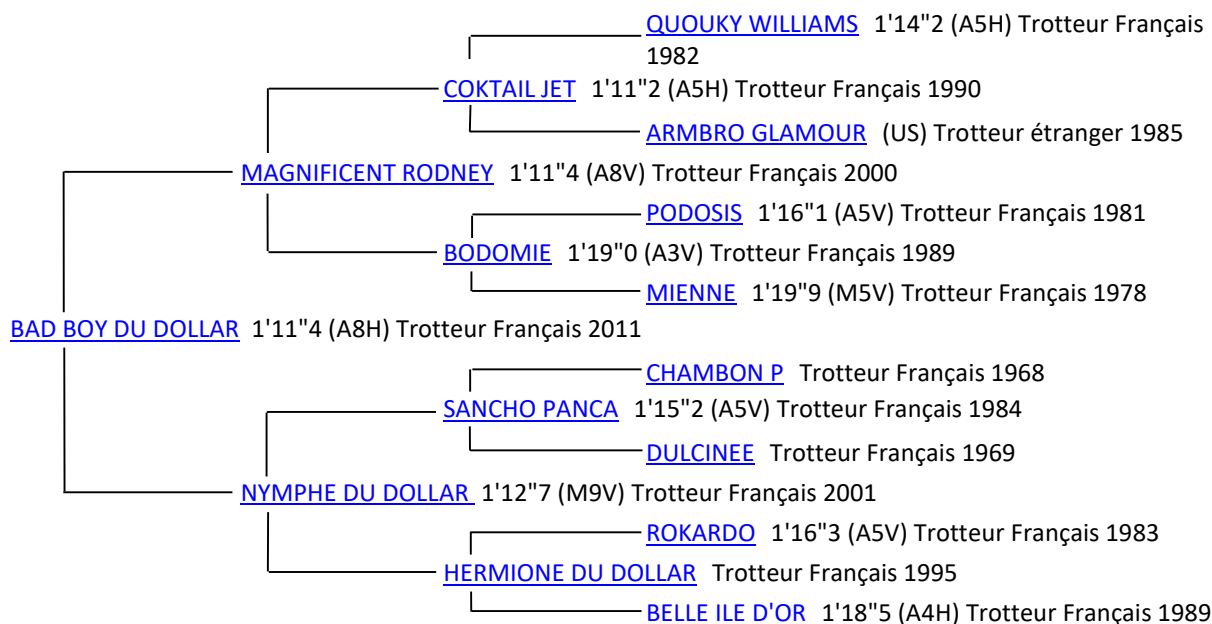 QUOUKY WILLIAMS 1'14"2 (A5H) Trotteur Français
1982
COKTAIL JET 1'11"2 (A5H) Trotteur Français 1990
ARMBRO GLAMOUR (US) Trotteur étranger 1985
MAGNIFICENT RODNEY 1'11"4 (A8V) Trotteur Français 2000
PODOSIS 1'16"1 (A5V) Trotteur Français 1981
BODOMIE 1'19"0 (A3V) Trotteur Français 1989
MIENNE 1'19"9 (M5V) Trotteur Français 1978
BAD BOY DU DOLLAR 1'11"4 (A8H) Trotteur Français 2011
CHAMBON P Trotteur Français 1968
SANCHO PANCA 1'15"2 (A5V) Trotteur Français 1984
DULCINEE Trotteur Français 1969
NYMPHE DU DOLLAR 1'12"7 (M9V) Trotteur Français 2001
ROKARDO 1'16"3 (A5V) Trotteur Français 1983
HERMIONE DU DOLLAR Trotteur Français 1995
BELLE ILE D'OR 1'18"5 (A4H) Trotteur Français 1989